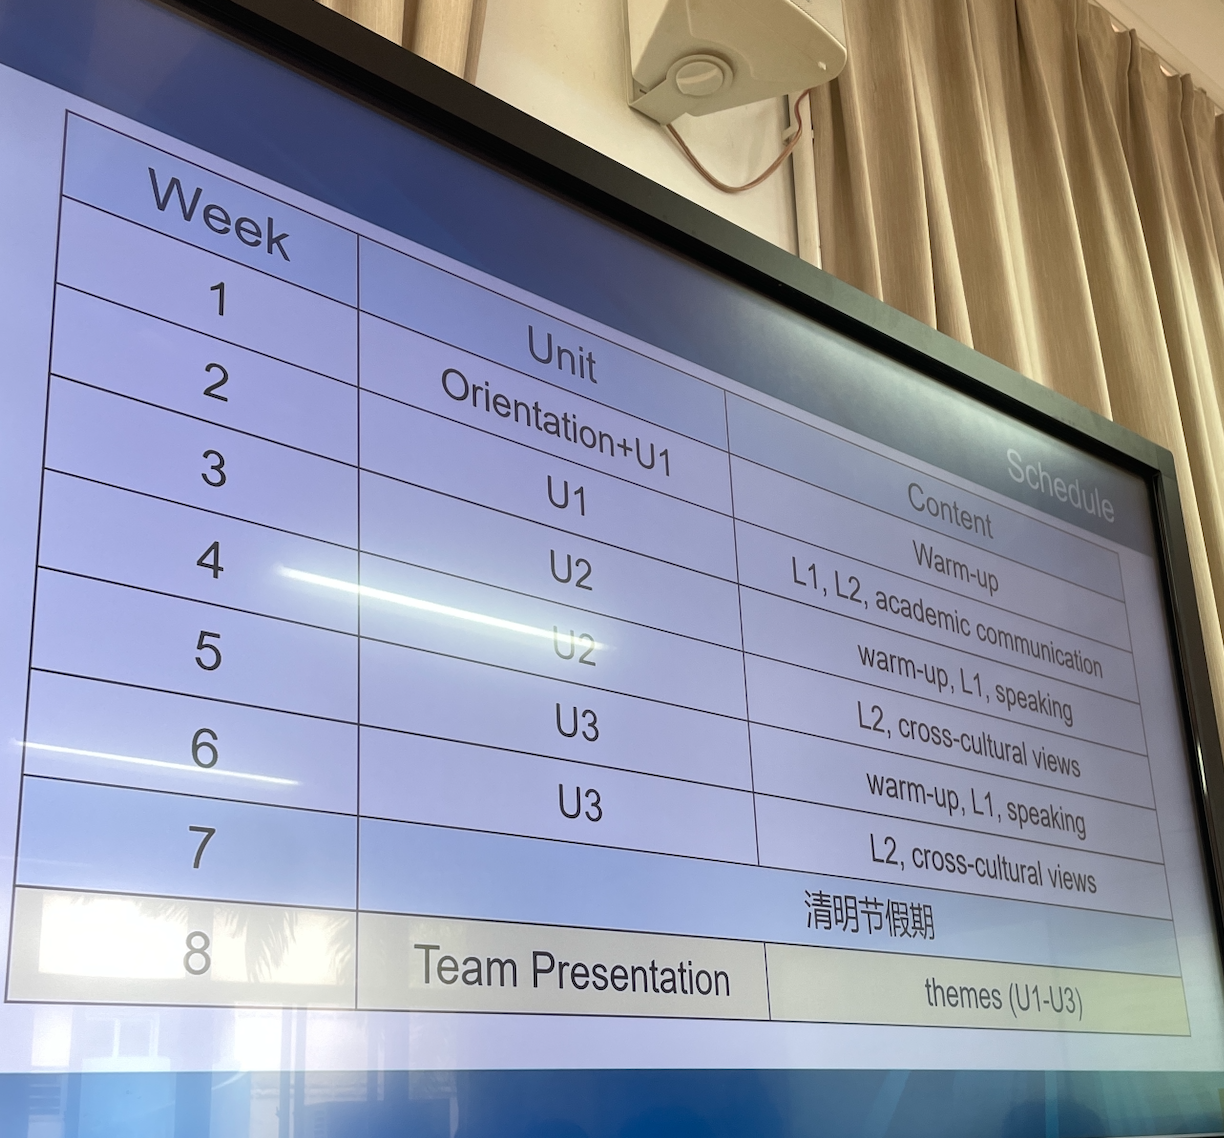 Schedule
Week Unit Content
1 Orientation+U1 Warm-up
2 U1 L1, L2, academic communication
3 U2 warm-up, L1, speaking
4 U2 L2, cross-cultural views
5 U3 warm-up, L1, speaking
6 U3 L2, cross-cultural views
7 清明节假期
8 Team Presentation themes (U1-U3)